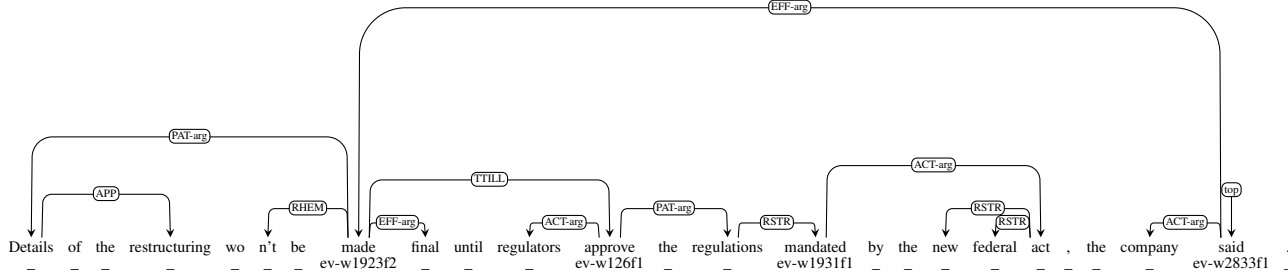 EFF-arg
PAT-arg
ACT-arg
TTILL
top
APP
RHEM
PAT-arg
RSTR
EFF-arg
ACT-arg
RSTR
RSTR
ACT-arg
Details of the restructuring wo n't be made final until regulators approve the regulations mandated by the new federal act , the company said .
_ _ _ _ _ _ _ ev-w1923f2 _ _ _ ev-w126f1 _ _ ev-w1931f1 _ _ _ _ _ _ _ _ ev-w2833f1 _